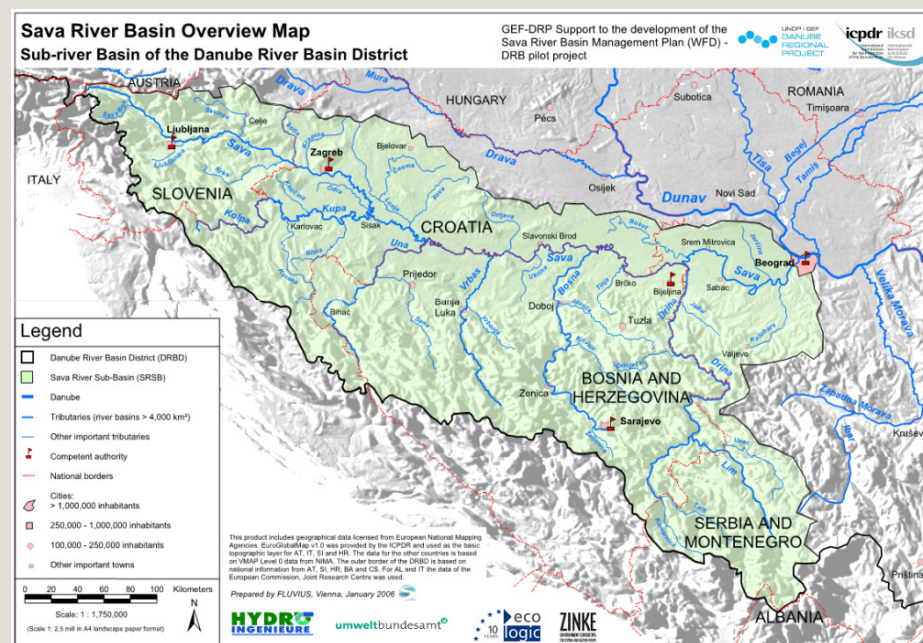 Sava River Basin Overview Map
Sub-river Basin of the Danube River Basin District
GEF-DRP Support to the development of the
Sava River Basin Management Plan (WFD) -
DRB pilot project
UNDP | GEF
DANUBE
REGIONAL
PROJECT
icpdr iksd
AUSTRIA
Mura
Drava
HUNGARY
Subotica
ROMANIA
Timişoara
Pécs
Celje
Ljubljana
Sava
Zagreb
Bjelovar
Drava
Tisa
Begej
Tamiš
ITALY
SLOVENIA
Osijek
Dunav
Novi Sad
Kolpa
Kupa
Karlovac
Sisak
CROATIA
Una
Slavonski Brod
Srem Mitrovica
Beograd
Sava
Bosna
Vrbas
Prijedor
Banja
Luka
Doboj
Brčko
Bijeljina
Drina
Sava
Sabac
Velika Morava
Bihać
Tuzla
Valjevo
Drina
Zenica
BOSNIA AND
HERZEGOVINA
Zapadna Morava
Ibar
Krušev
Sarajevo
Lim
SERBIA AND
MONTENEGRO
Priština
ALBANIA
Legend
Danube River Basin District (DRBD)
Sava River Sub-Basin (SRSB)
Danube
Tributaries (river basins > 4,000 km²)
Other important tributaries
Competent authority
National borders
Cities:
> 1,000,000 inhabitants
250,000 - 1,000,000 inhabitants
100,000 - 250,000 inhabitants
Other important towns
0 20 40 60 80 100 Kilometers
Scale: 1 : 1,750,000
(Scale 1 : 2,5 mill in A4 landscape paper format)
N
This product includes geographical data licensed from European National Mapping
Agencies. EuroGlobalMap v1.0 was provided by the ICPDR and used as the basic
topographic layer for AT, IT, SI and HR. The data for the other countries is based
on VMAP Level 0 data from NIMA. The outer border of the DRBD is based on
national information from AT, SI, HR, BA and CS. For AL and IT the data of the
European Commission, Joint Research Centre was used.
Prepared by FLUVIUS, Vienna, January 2006
HYDRO
INGENIEURE
umweltbundesamt
10
eco
logic
ZINKE